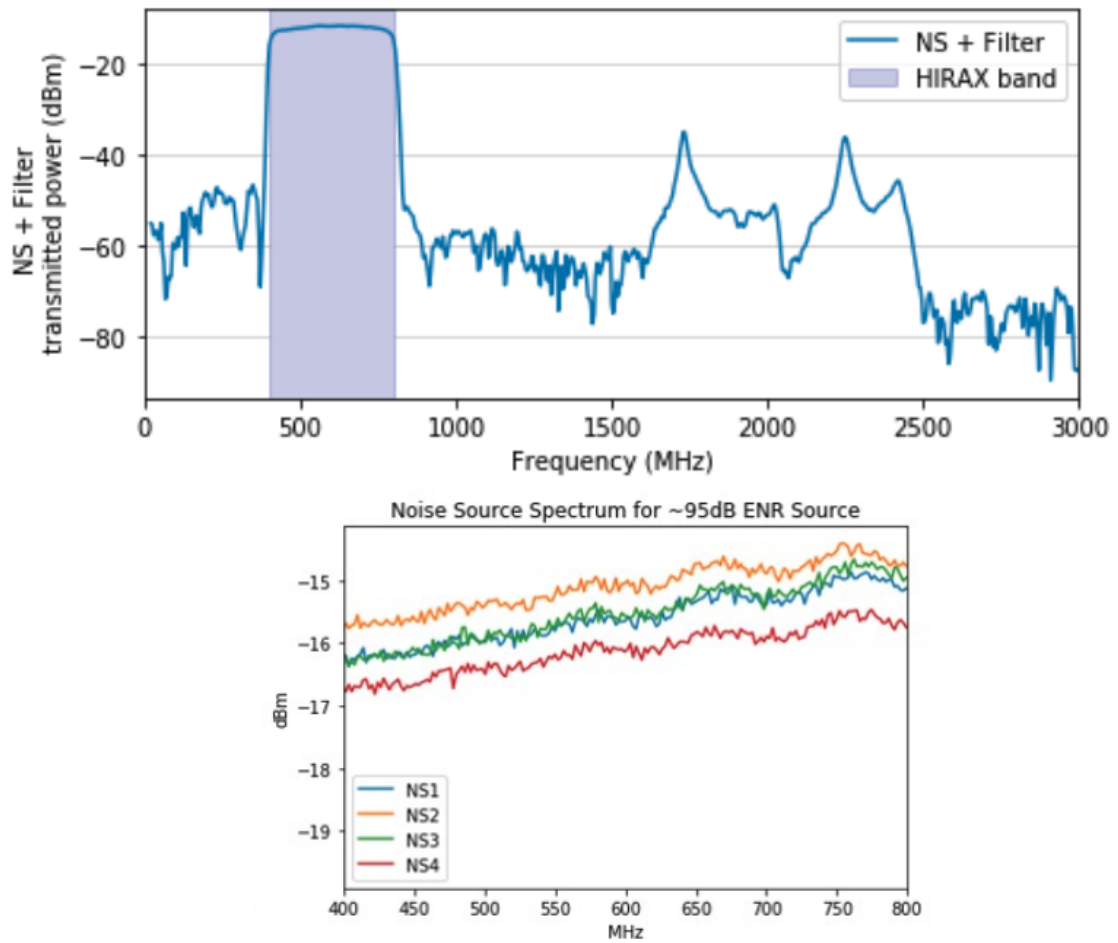 NS + Filter
transmitted power (dBm)
−20
−40
−60
−80
NS + Filter
HIRAX band
0 500 1000 1500 2000 2500 3000
Frequency (MHz)
Noise Source Spectrum for ~95dB ENR Source
dBm
−15
−16
−17
−18
−19
NS1
NS2
NS3
NS4
400 450 500 550 600 650 700 750 800
MHz